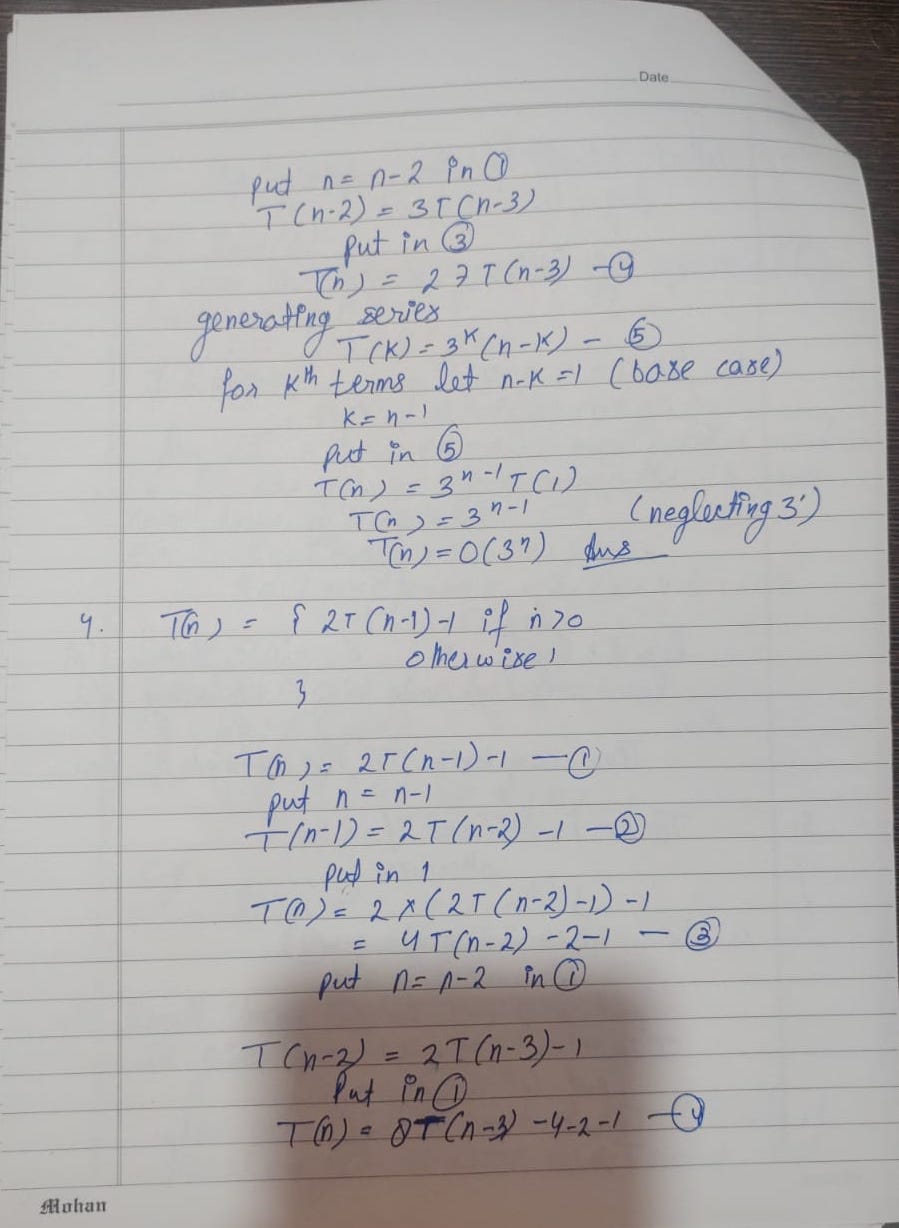 Date
put n = n-2 in ①
T(n-2) = 3T(n-3)
put in ③
T(n) = 27T(n-3) -④
generating series
T(K) = 3^K (n-K) - ⑤
for Kth terms let n-K = 1 (base case)
K = n-1
put in ⑤
T(n) = 3^n-1 T(1)
T(n) = 3^n-1 (neglecting 3')
T(n) = O(3^n) Ans
4. T(n) = { 2T(n-1)-1 if n>0
otherwise 1
}
T(n) = 2T(n-1)-1 —①
put n = n-1
T(n-1) = 2T(n-2) -1 —②
put in 1
T(n) = 2×(2T(n-2)-1) -1
= 4T(n-2) -2-1 — ③
put n = n-2 in ①
T(n-2) = 2T(n-3)-1
Put in ①
T(n) = 8T(n-3) -4-2-1 —④
Mohan